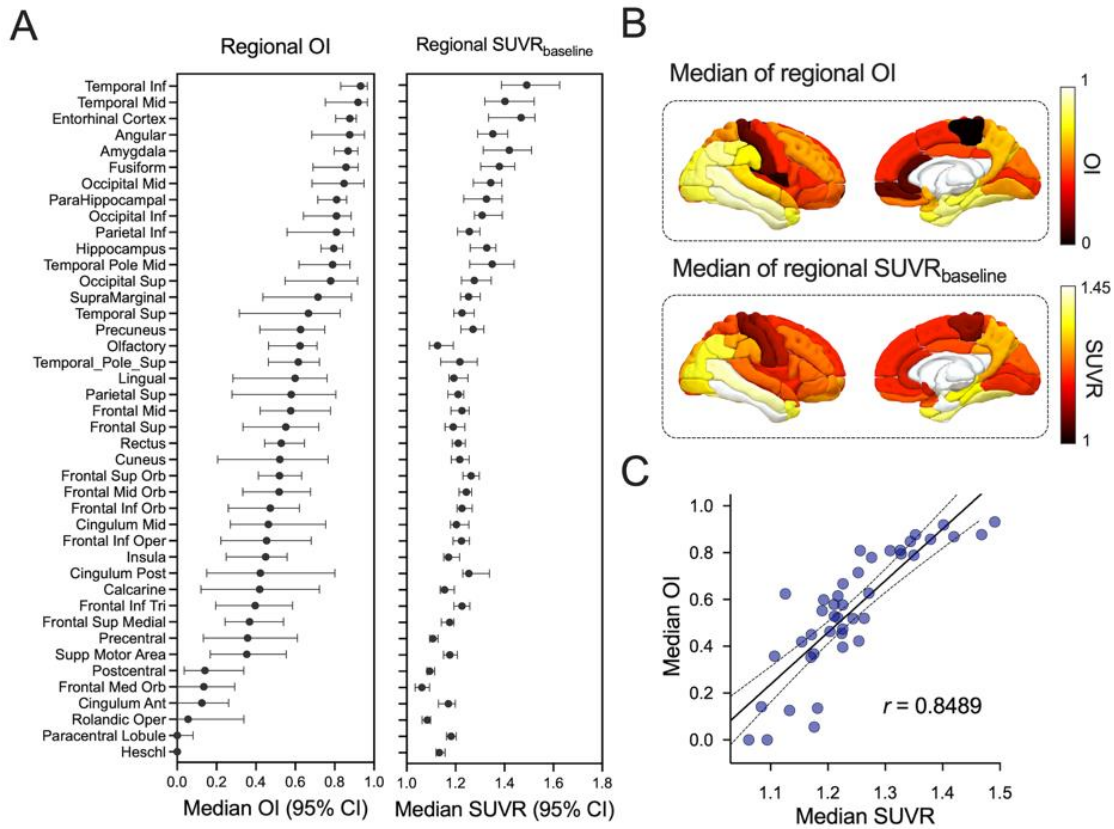 A
Regional OI
Regional SUVRbaseline
Temporal Inf
Temporal Mid
Entorhinal Cortex
Angular
Amygdala
Fusiform
Occipital Mid
ParaHippocampal
Occipital Inf
Parietal Inf
Hippocampus
Temporal Pole Mid
Occipital Sup
SupraMarginal
Temporal Sup
Precuneus
Olfactory
Temporal_Pole_Sup
Lingual
Parietal Sup
Frontal Mid
Frontal Sup
Rectus
Cuneus
Frontal Sup Orb
Frontal Mid Orb
Frontal Inf Orb
Cingulum Mid
Frontal Inf Oper
Insula
Cingulum Post
Calcarine
Frontal Inf Tri
Frontal Sup Medial
Precentral
Supp Motor Area
Postcentral
Frontal Med Orb
Cingulum Ant
Rolandic Oper
Paracentral Lobule
Heschl
0.0 0.2 0.4 0.6 0.8 1.0
Median OI (95% CI)
1.0 1.2 1.4 1.6 1.8
Median SUVR (95% CI)
B
Median of regional OI
1
OI
0
Median of regional SUVRbaseline
1.45
SUVR
1
C
1.0
0.8
0.6
0.4
0.2
0.0
Median OI
r = 0.8489
1.1 1.2 1.3 1.4 1.5
Median SUVR